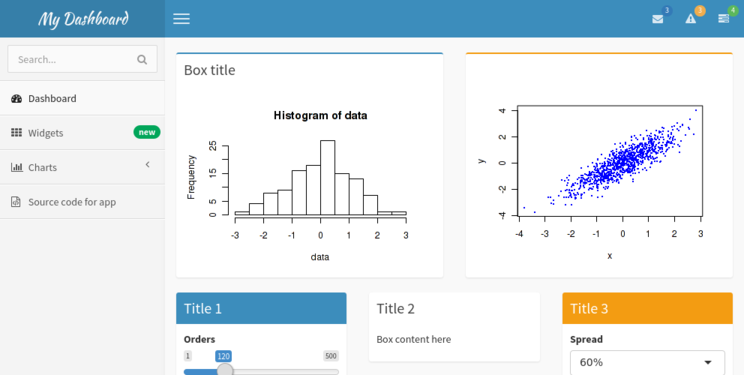 My Dashboard
3
3
4
Search...
Dashboard
Widgets
new
Charts
Source code for app
Box title
Histogram of data
Frequency
25
15
5
0
-3 -2 -1 0 1 2 3
data
y
4
2
0
-2
-4
-4 -3 -2 -1 0 1 2 3
x
Title 1
Orders
1 120 500
Title 2
Box content here
Title 3
Spread
60%